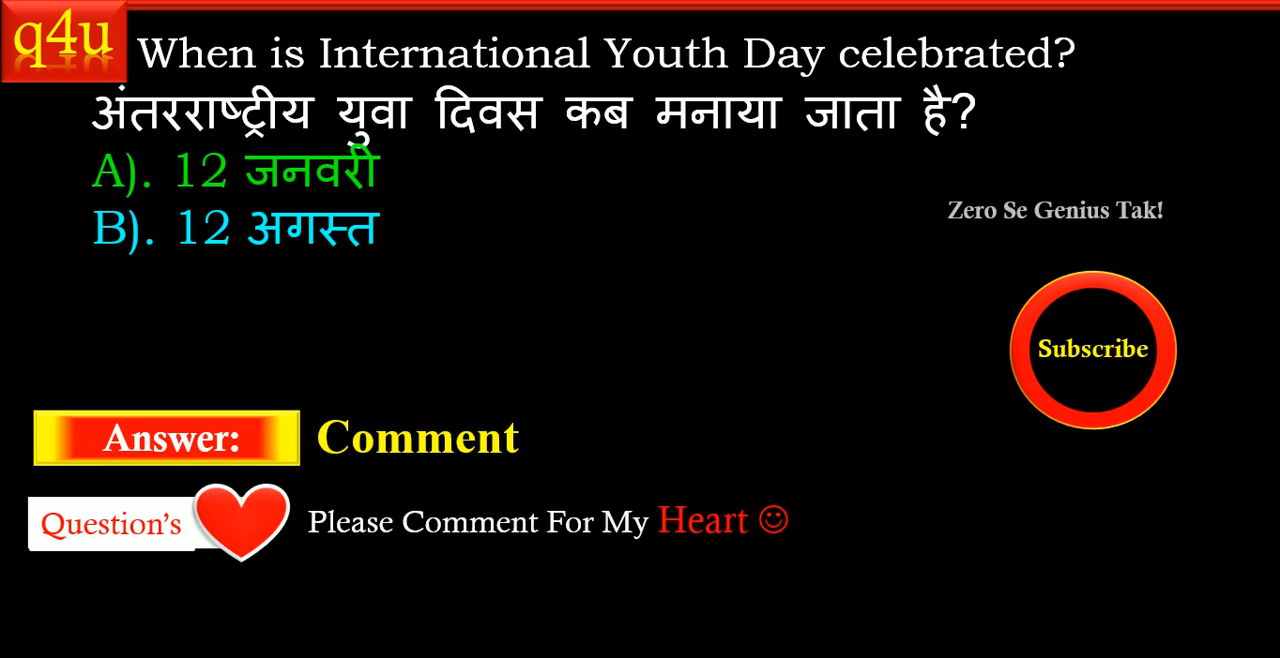 q4u
When is International Youth Day celebrated?
अंतरराष्ट्रीय युवा दिवस कब मनाया जाता है?
A). 12 जनवरी
B). 12 अगस्त
Zero Se Genius Tak!
Subscribe
Answer: Comment
Question's Please Comment For My Heart ☺